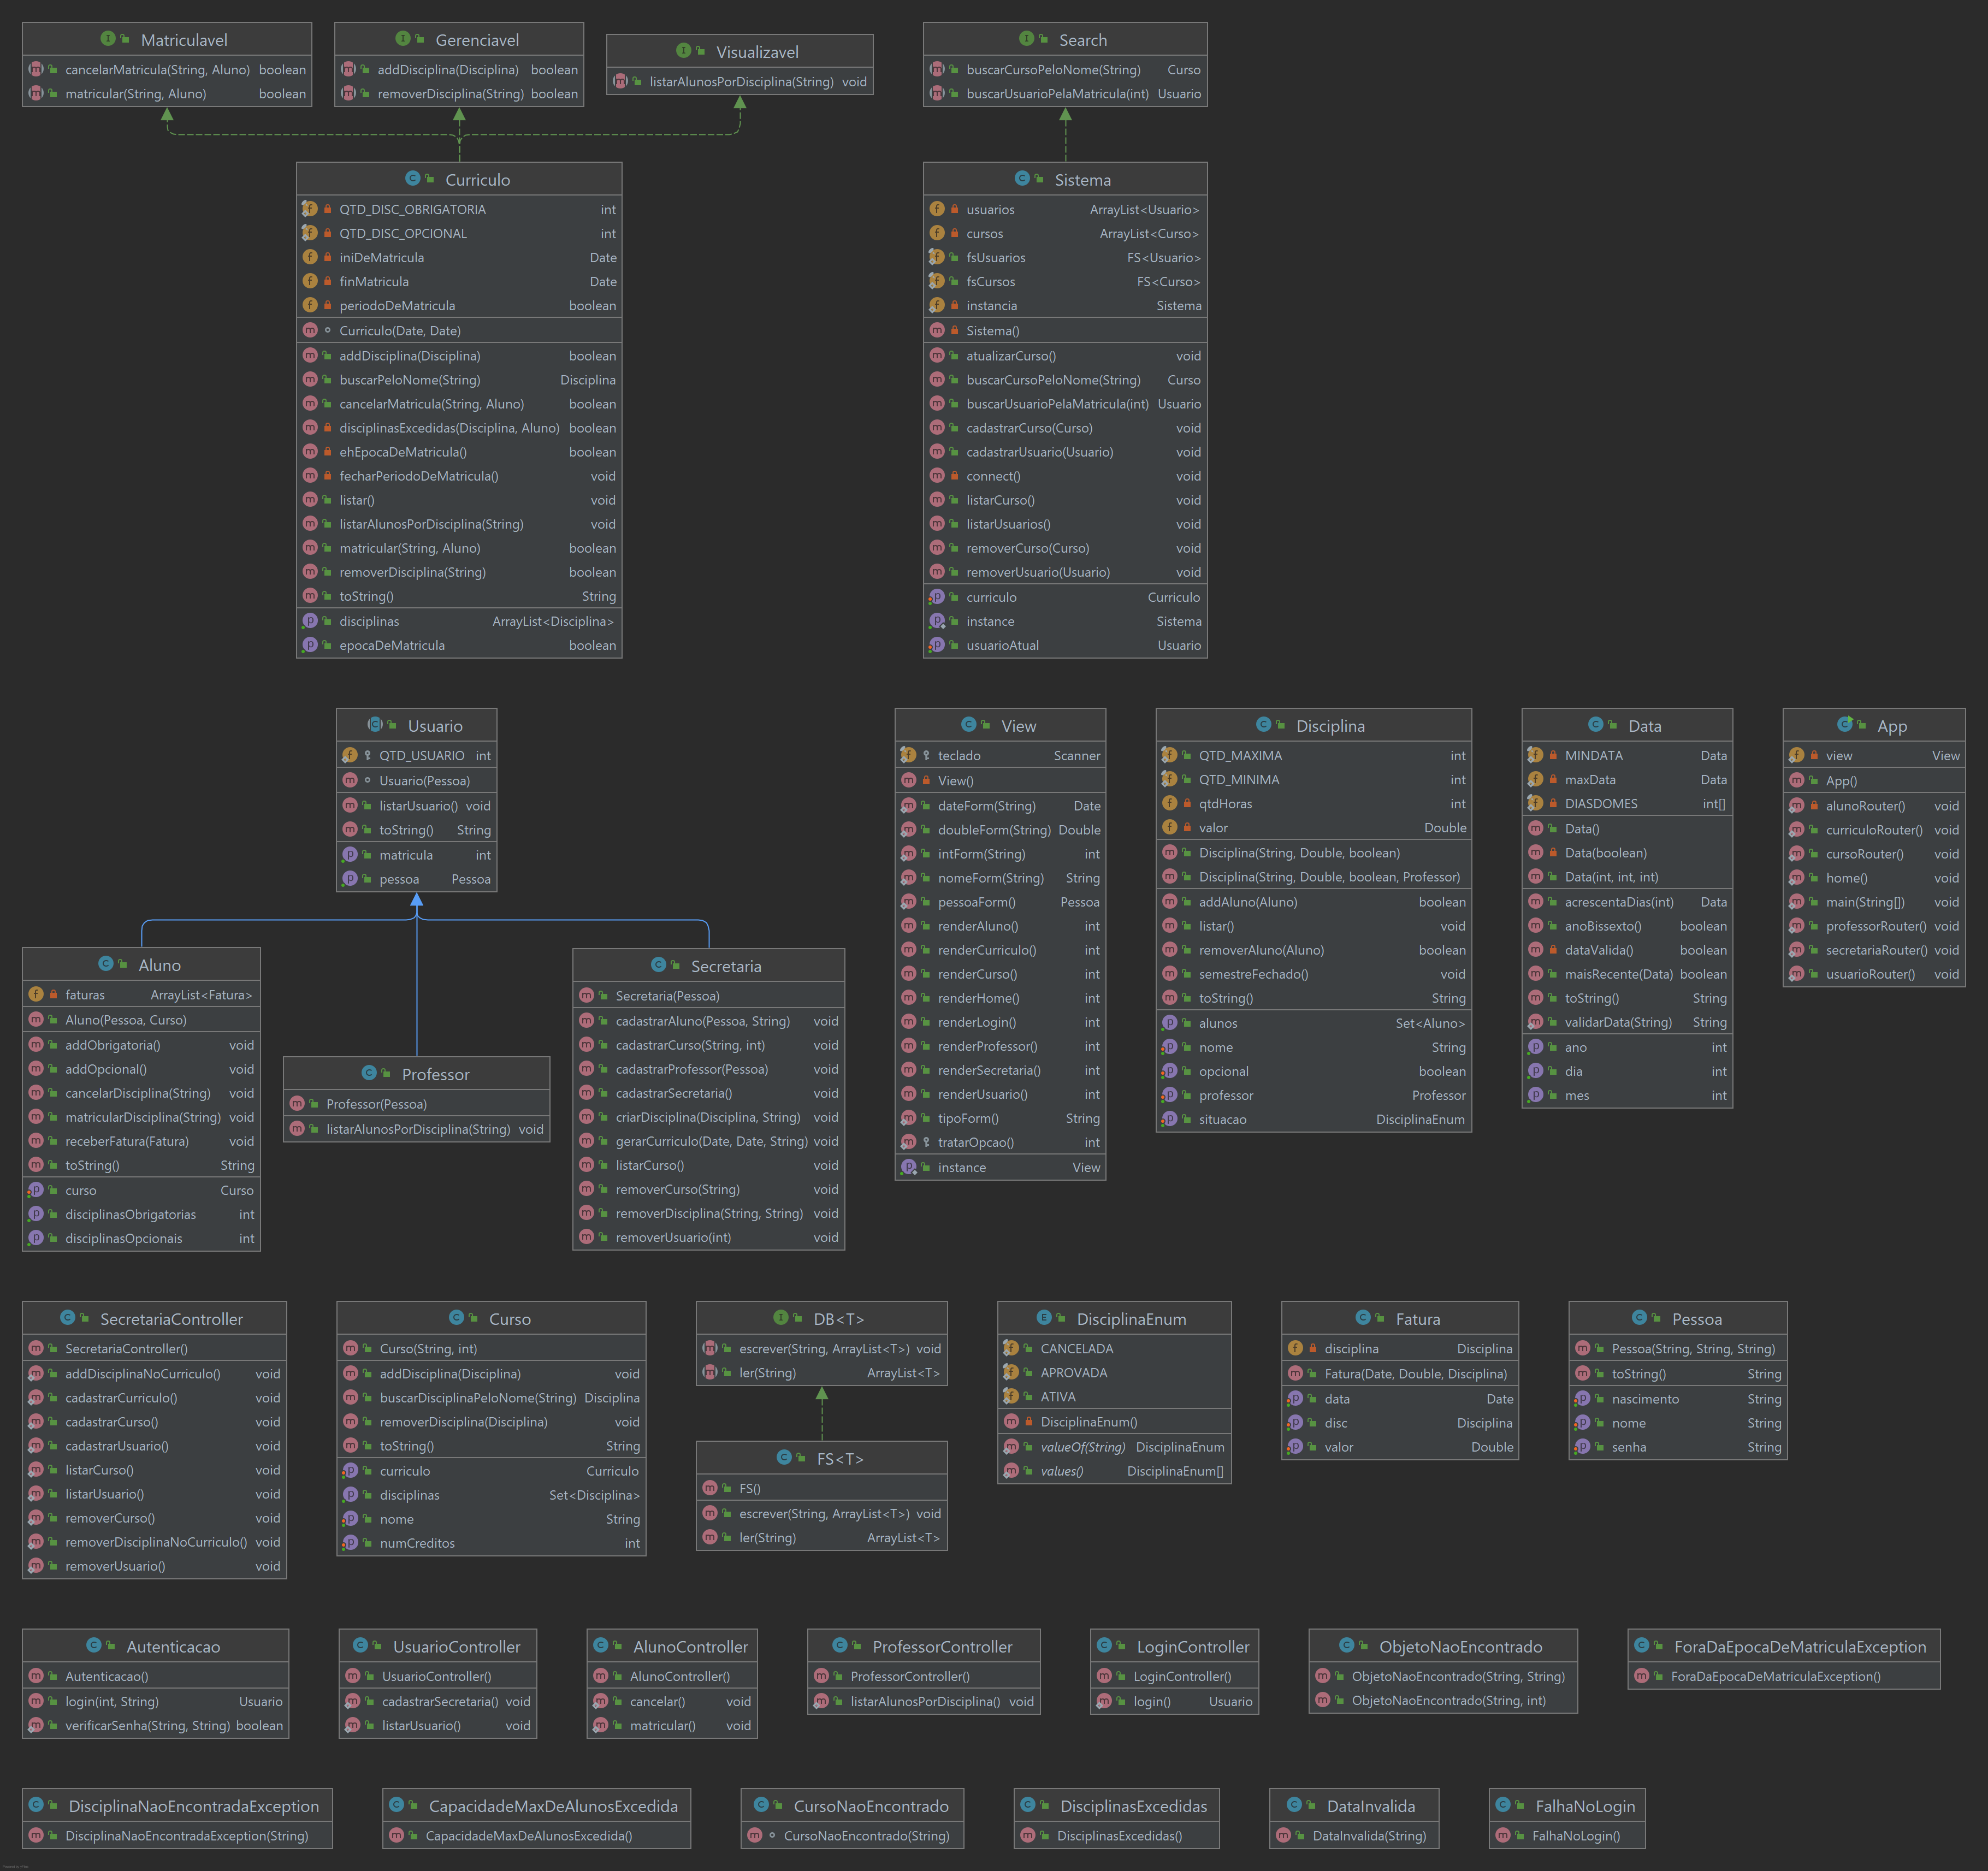 Matriculavel
cancelarMatricula(String, Aluno) boolean
matricular(String, Aluno) boolean
Gerenciavel
addDisciplina(Disciplina) boolean
removerDisciplina(String) boolean
Visualizavel
listarAlunosPorDisciplina(String) void
Search
buscarCursoPeloNome(String) Curso
buscarUsuarioPelaMatricula(int) Usuario
Curriculo
QTD_DISC_OBRIGATORIA int
QTD_DISC_OPCIONAL int
iniDeMatricula Date
finMatricula Date
periodoDeMatricula boolean
Curriculo(Date, Date)
addDisciplina(Disciplina) boolean
buscarPeloNome(String) Disciplina
cancelarMatricula(String, Aluno) boolean
disciplinasExcedidas(Disciplina, Aluno) boolean
ehEpocaDeMatricula() boolean
fecharPeriodoDeMatricula() void
listar() void
listarAlunosPorDisciplina(String) void
matricular(String, Aluno) boolean
removerDisciplina(String) boolean
toString() String
disciplinas ArrayList<Disciplina>
epocaDeMatricula boolean
Sistema
usuarios ArrayList<Usuario>
cursos ArrayList<Curso>
fsUsuarios FS<Usuario>
fsCursos FS<Curso>
instancia Sistema
Sistema()
atualizarCurso() void
buscarCursoPeloNome(String) Curso
buscarUsuarioPelaMatricula(int) Usuario
cadastrarCurso(Curso) void
cadastrarUsuario(Usuario) void
connect() void
listarCurso() void
listarUsuarios() void
removerCurso(Curso) void
removerUsuario(Usuario) void
curriculo Curriculo
instance Sistema
usuarioAtual Usuario
Usuario
QTD_USUARIO int
Usuario(Pessoa)
listarUsuario() void
toString() String
matricula int
pessoa Pessoa
View
teclado Scanner
View()
dateForm(String) Date
doubleForm(String) Double
intForm(String) int
nomeForm(String) String
pessoaForm() Pessoa
renderAluno() int
renderCurriculo() int
renderCurso() int
renderHome() int
renderLogin() int
renderProfessor() int
renderSecretaria() int
renderUsuario() int
tipoForm() String
tratarOpcao() int
instance View
Disciplina
QTD_MAXIMA int
QTD_MINIMA int
qtdHoras int
valor Double
Disciplina(String, Double, boolean)
Disciplina(String, Double, boolean, Professor)
addAluno(Aluno) boolean
listar() void
removerAluno(Aluno) boolean
semestreFechado() void
toString() String
alunos Set<Aluno>
nome String
opcional boolean
professor Professor
situacao DisciplinaEnum
Data
MINDATA Data
maxData Data
DIASDOMES int[]
Data()
Data(boolean)
Data(int, int, int)
acrescentaDias(int) Data
anoBissexto() boolean
dataValida() boolean
maisRecente(Data) boolean
toString() String
validarData(String) String
ano int
dia int
mes int
App
view View
App()
alunoRouter() void
curriculoRouter() void
cursoRouter() void
home() void
main(String[]) void
professorRouter() void
secretariaRouter() void
usuarioRouter() void
Aluno
faturas ArrayList<Fatura>
Aluno(Pessoa, Curso)
addObrigatoria() void
addOpcional() void
cancelarDisciplina(String) void
matricularDisciplina(String) void
receberFatura(Fatura) void
toString() String
curso Curso
disciplinasObrigatorias int
disciplinasOpcionais int
Professor
Professor(Pessoa)
listarAlunosPorDisciplina(String) void
Secretaria
Secretaria(Pessoa)
cadastrarAluno(Pessoa, String) void
cadastrarCurso(String, int) void
cadastrarProfessor(Pessoa) void
cadastrarSecretaria() void
criarDisciplina(Disciplina, String) void
gerarCurriculo(Date, Date, String) void
listarCurso() void
removerCurso(String) void
removerDisciplina(String, String) void
removerUsuario(int) void
SecretariaController
SecretariaController()
addDisciplinaNoCurriculo() void
cadastrarCurriculo() void
cadastrarCurso() void
cadastrarUsuario() void
listarCurso() void
listarUsuario() void
removerCurso() void
removerDisciplinaNoCurriculo() void
removerUsuario() void
Curso
Curso(String, int)
addDisciplina(Disciplina) void
buscarDisciplinaPeloNome(String) Disciplina
removerDisciplina(Disciplina) void
toString() String
curriculo Curriculo
disciplinas Set<Disciplina>
nome String
numCreditos int
DB<T>
escrever(String, ArrayList<T>) void
ler(String) ArrayList<T>
FS<T>
FS()
escrever(String, ArrayList<T>) void
ler(String) ArrayList<T>
DisciplinaEnum
CANCELADA
APROVADA
ATIVA
DisciplinaEnum()
valueOf(String) DisciplinaEnum
values() DisciplinaEnum[]
Fatura
disciplina Disciplina
Fatura(Date, Double, Disciplina)
data Date
disc Disciplina
valor Double
Pessoa
Pessoa(String, String, String)
toString() String
nascimento String
nome String
senha String
Autenticacao
Autenticacao()
login(int, String) Usuario
verificarSenha(String, String) boolean
UsuarioController
UsuarioController()
cadastrarSecretaria() void
listarUsuario() void
AlunoController
AlunoController()
cancelar() void
matricular() void
ProfessorController
ProfessorController()
listarAlunosPorDisciplina() void
LoginController
LoginController()
login() Usuario
ObjetoNaoEncontrado
ObjetoNaoEncontrado(String, String)
ObjetoNaoEncontrado(String, int)
ForaDaEpocaDeMatriculaException
ForaDaEpocaDeMatriculaException()
DisciplinaNaoEncontradaException
DisciplinaNaoEncontradaException(String)
CapacidadeMaxDeAlunosExcedida
CapacidadeMaxDeAlunosExcedida()
CursoNaoEncontrado
CursoNaoEncontrado(String)
DisciplinasExcedidas
DisciplinasExcedidas()
DataInvalida
DataInvalida(String)
FalhaNoLogin
FalhaNoLogin()